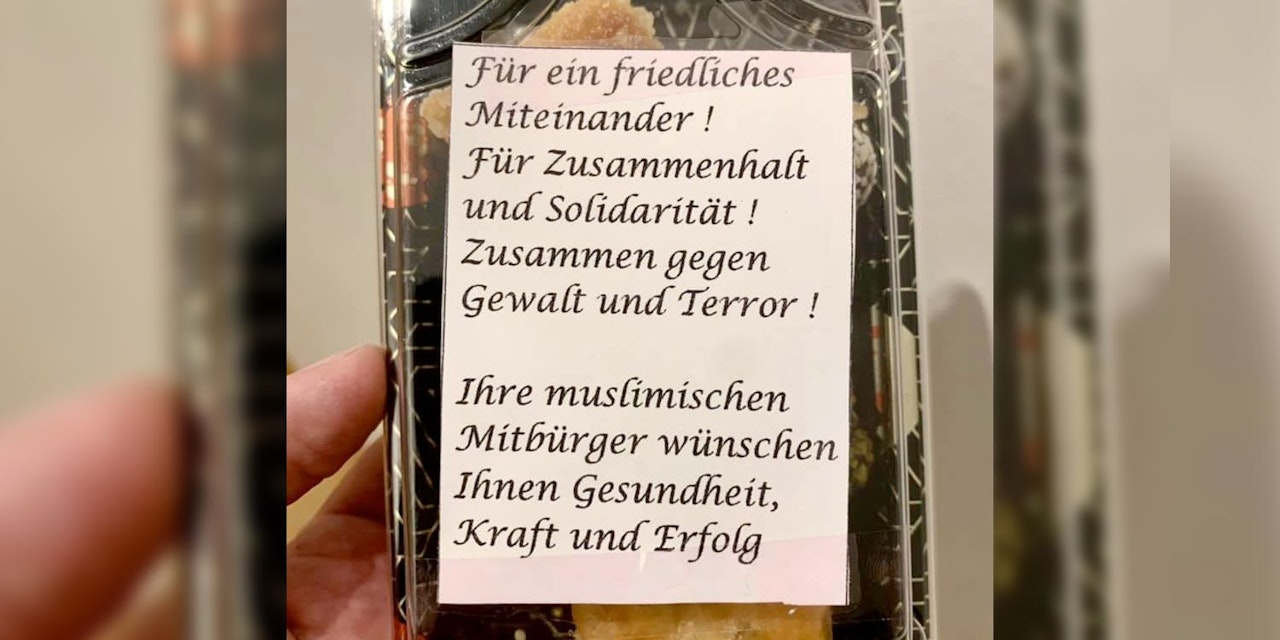 Für ein friedliches
Miteinander !
Für Zusammenhalt
und Solidarität !
Zusammen gegen
Gewalt und Terror !
Ihre muslimischen
Mitbürger wünschen
Ihnen Gesundheit,
Kraft und Erfolg